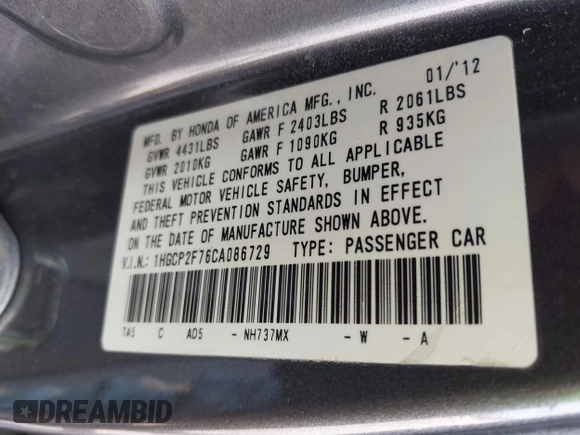 MFD. BY HONDA OF AMERICA MFG., INC. 01/'12
GVWR 4431LBS GAWR F 2403LBS R 2061LBS
GVWR 2010KG GAWR F 1090KG R 935KG
THIS VEHICLE CONFORMS TO ALL APPLICABLE
FEDERAL MOTOR VEHICLE SAFETY, BUMPER,
AND THEFT PREVENTION STANDARDS IN EFFECT
ON THE DATE OF MANUFACTURE SHOWN ABOVE.
V.I.N.: 1HGCP2F76CA086729 TYPE: PASSENGER CAR
TA5 C AD5 - NH737MX - W - A
DREAMBID